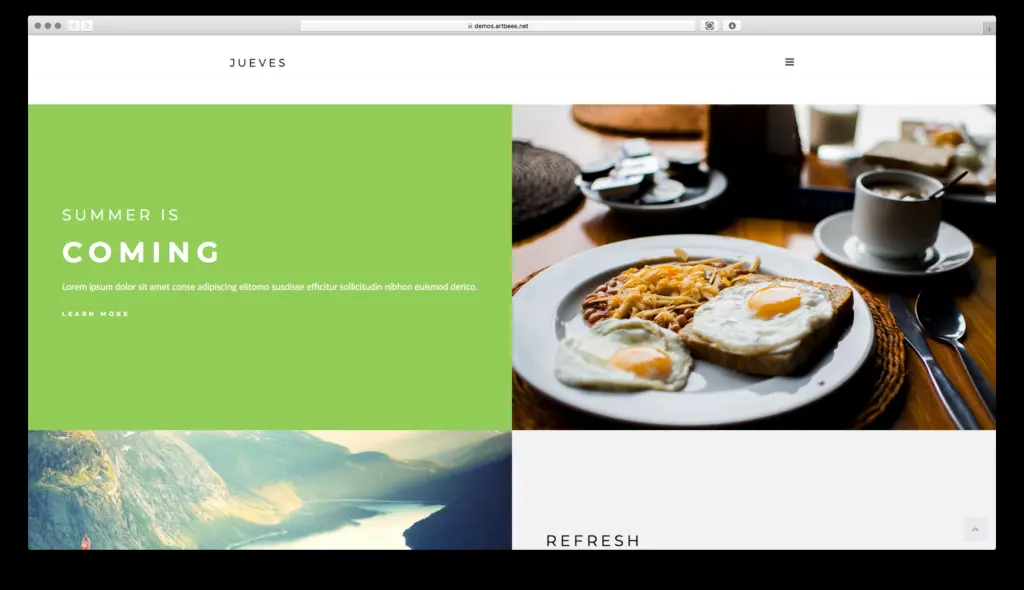 demos.artbees.net
JUEVES
SUMMER IS
COMING
Lorem ipsum dolor sit amet conse adipiscing elitomo susdisse efficitur sollicitudin nibhon euismod derico.
LEARN MORE
REFRESH